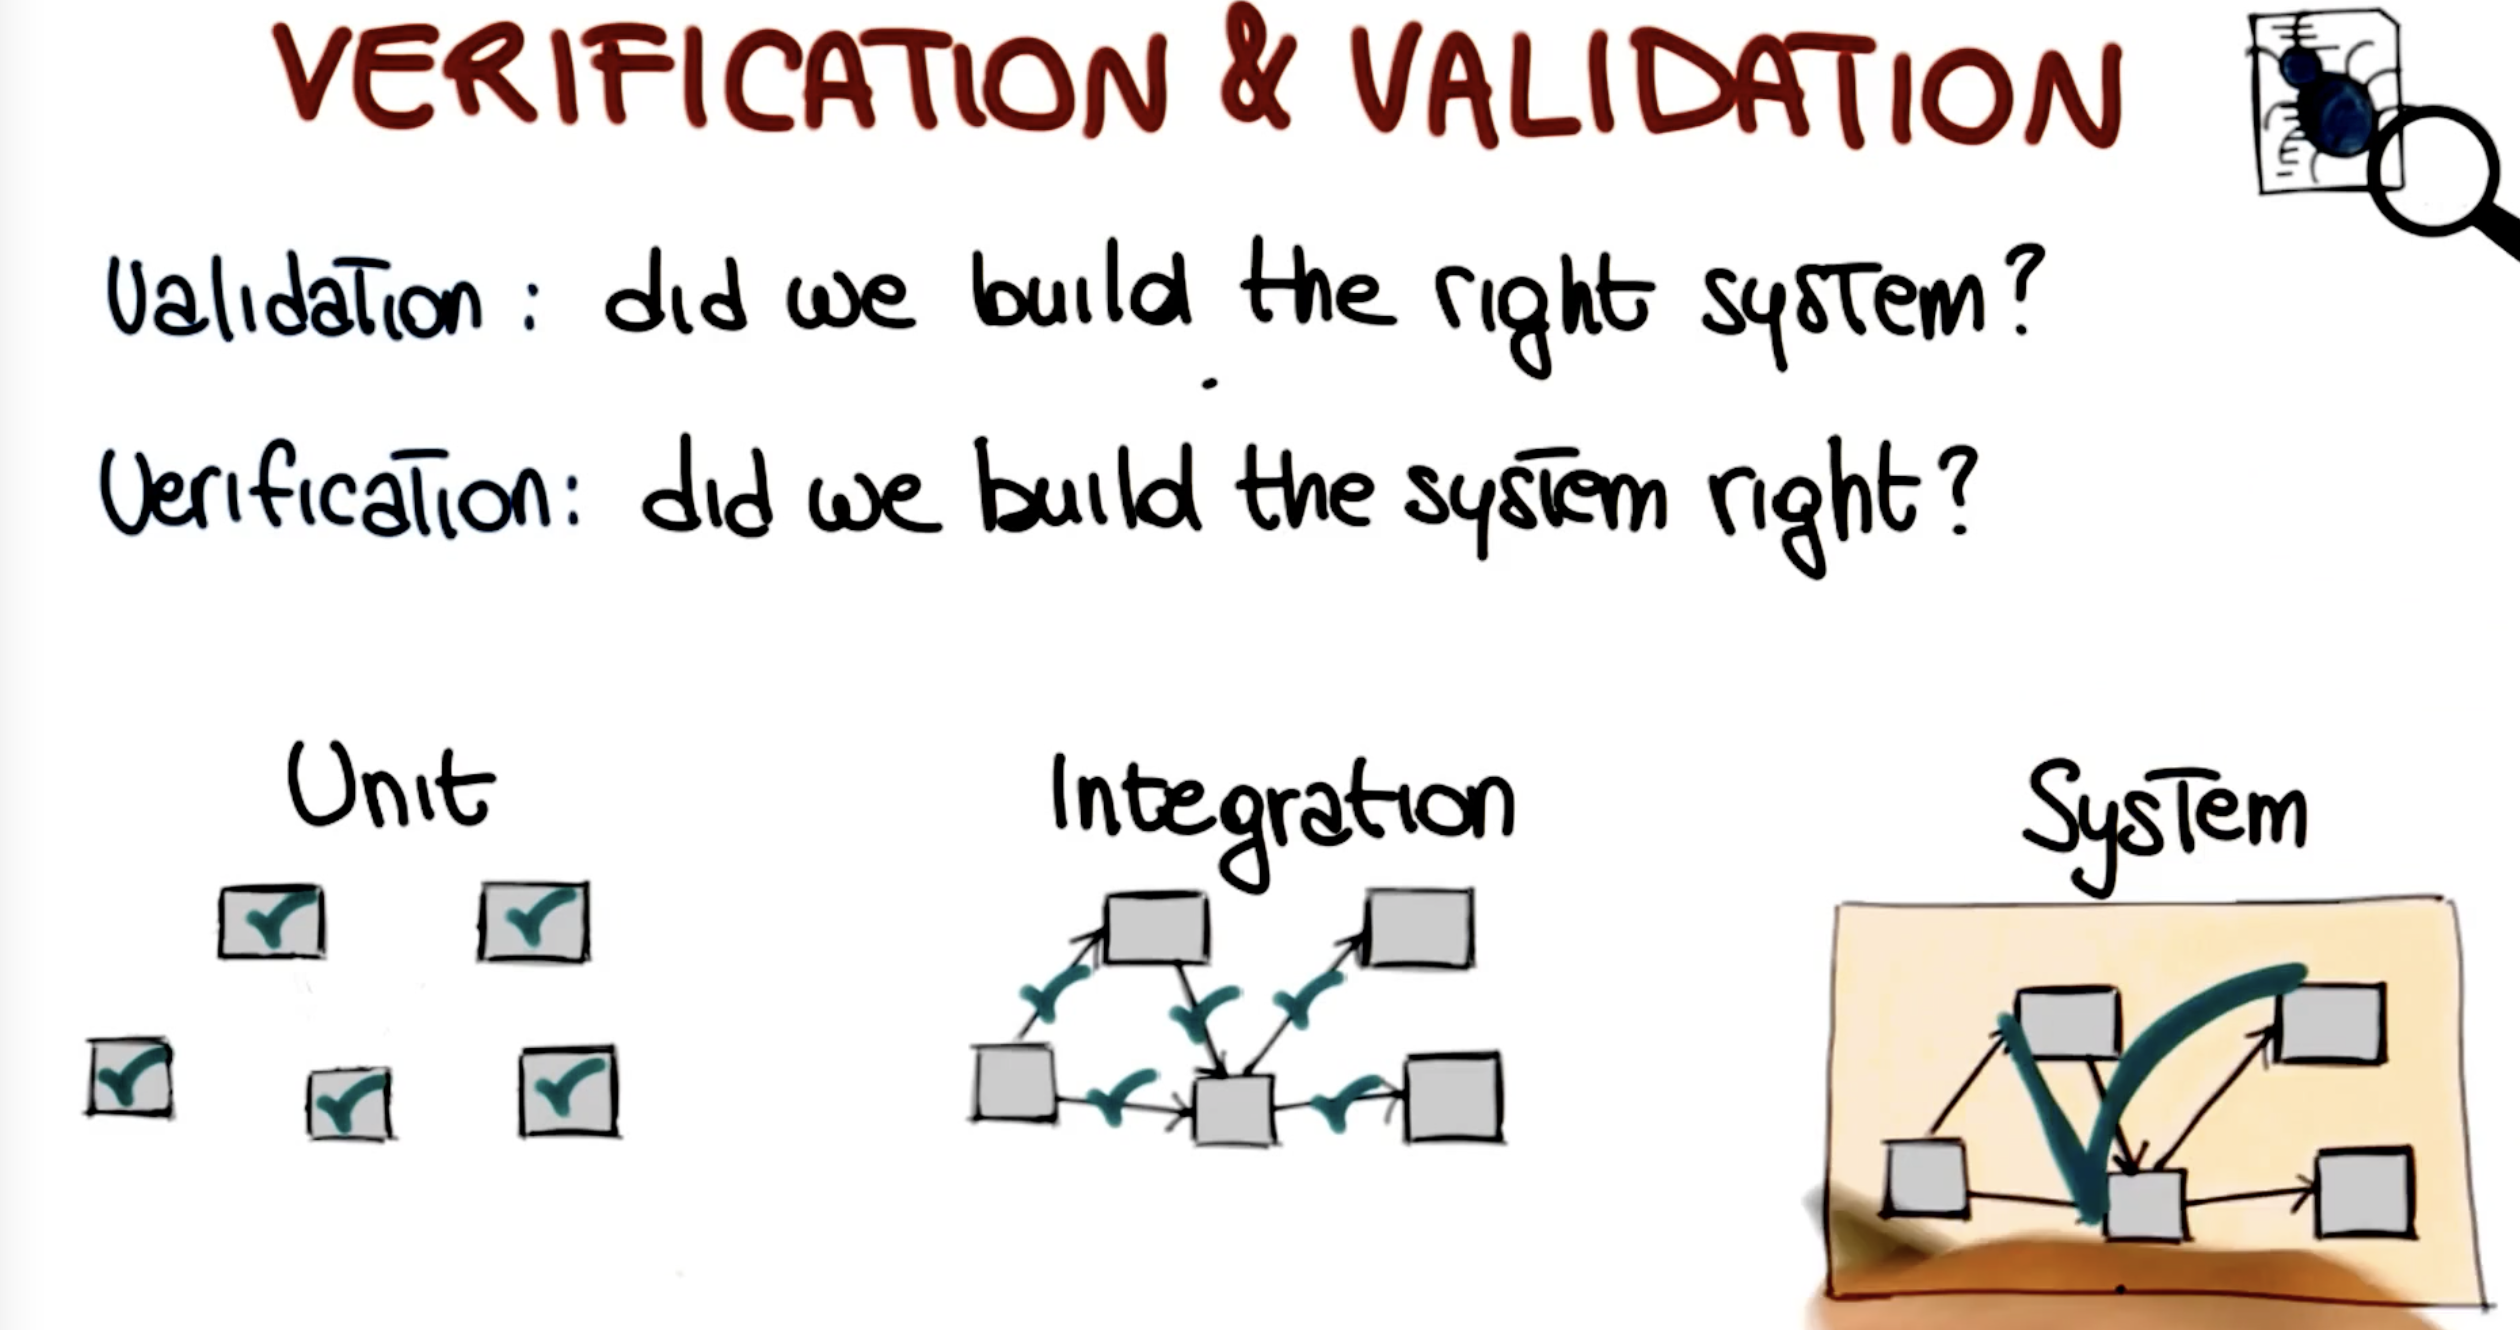 VERIFICATION & VALIDATION
Validation: did we build the right system?
Verification: did we build the system right?
Unit
Integration
System